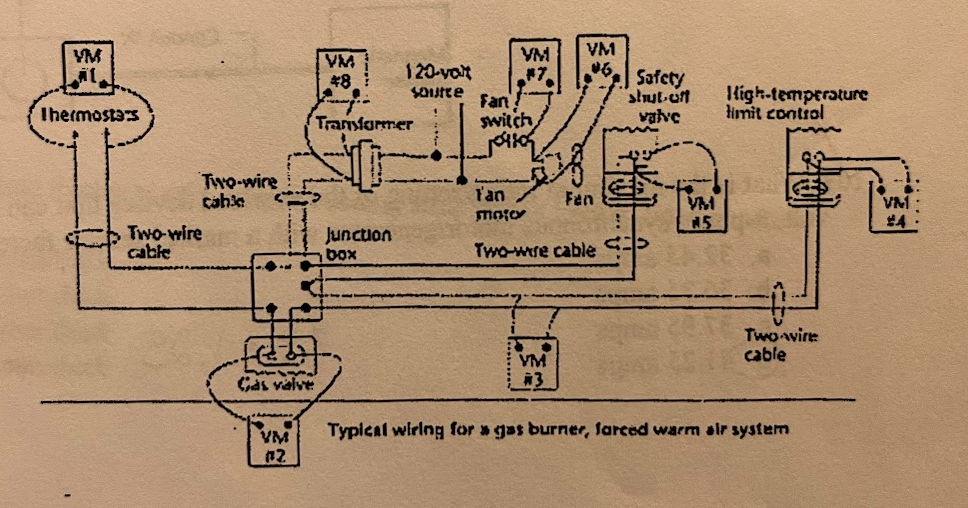 VM
#1
Thermostats
VM
#8
Transformer
120-volt
source
VM
#7
VM
#6
Fan
switch
Safety
shut-off
valve
High-temperature
limit control
Two-wire
cable
Fan
motor
Fan
VM
#5
VM
#4
Two-wire
cable
Junction
box
Two-wire cable
Two-wire
cable
Gas valve
VM
#3
VM
#2
Typical wiring for a gas burner, forced warm air system